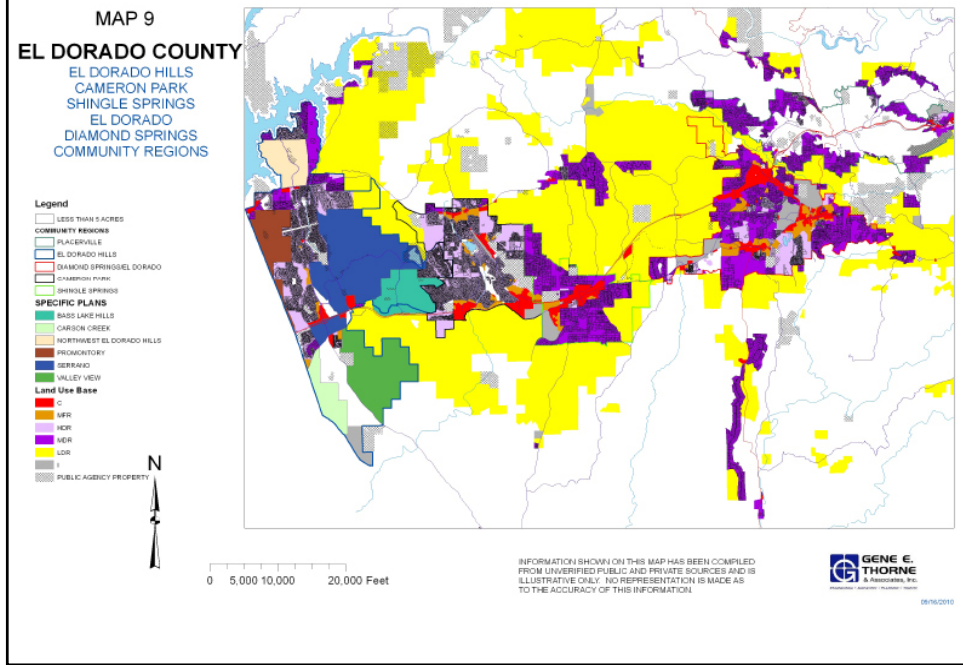 MAP 9
EL DORADO COUNTY
EL DORADO HILLS
CAMERON PARK
SHINGLE SPRINGS
EL DORADO
DIAMOND SPRINGS
COMMUNITY REGIONS
Legend
LESS THAN 5 ACRES
COMMUNITY REGIONS
PLACERVILLE
EL DORADO HILLS
DIAMOND SPRINGS/EL DORADO
CAMERON PARK
SHINGLE SPRINGS
SPECIFIC PLANS
BASS LAKE HILLS
CARSON CREEK
NORTHWEST EL DORADO HILLS
PROMONTORY
SERRANO
VALLEY VIEW
Land Use Base
C
MFR
HDR
MDR
LDR
I
PUBLIC AGENCY PROPERTY
N
0 5,000 10,000 20,000 Feet
INFORMATION SHOWN ON THIS MAP HAS BEEN COMPILED
FROM UNVERIFIED PUBLIC AND PRIVATE SOURCES AND IS
ILLUSTRATIVE ONLY. NO REPRESENTATION IS MADE AS
TO THE ACCURACY OF THIS INFORMATION.
GENE E.
THORNE
& Associates, Inc.
09/16/2010